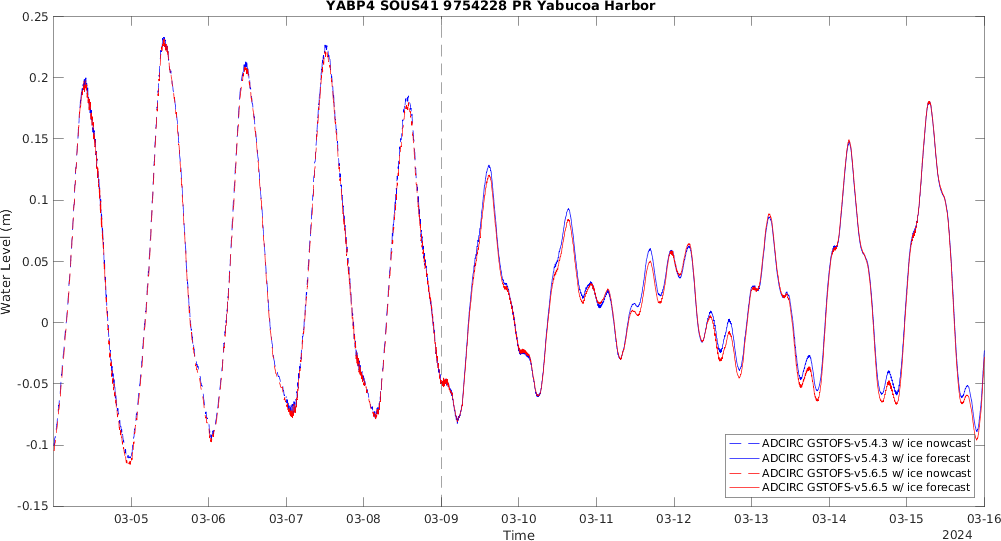 YABP4 SOUS41 9754228 PR Yabucoa Harbor
0.25
0.2
0.15
0.1
0.05
0
-0.05
-0.1
-0.15
Water Level (m)
03-05 03-06 03-07 03-08 03-09 03-10 03-11 03-12 03-13 03-14 03-15 03-16
Time
2024
ADCIRC GSTOFS-v5.4.3 w/ ice nowcast
ADCIRC GSTOFS-v5.4.3 w/ ice forecast
ADCIRC GSTOFS-v5.6.5 w/ ice nowcast
ADCIRC GSTOFS-v5.6.5 w/ ice forecast